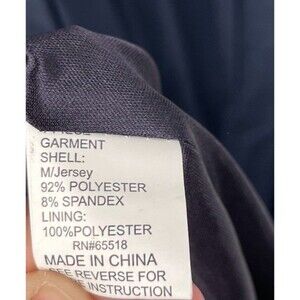 PIECE
GARMENT
SHELL:
M/Jersey
92% POLYESTER
8% SPANDEX
LINING:
100%POLYESTER
RN#65518
MADE IN CHINA
SEE REVERSE FOR
INSTRUCTION